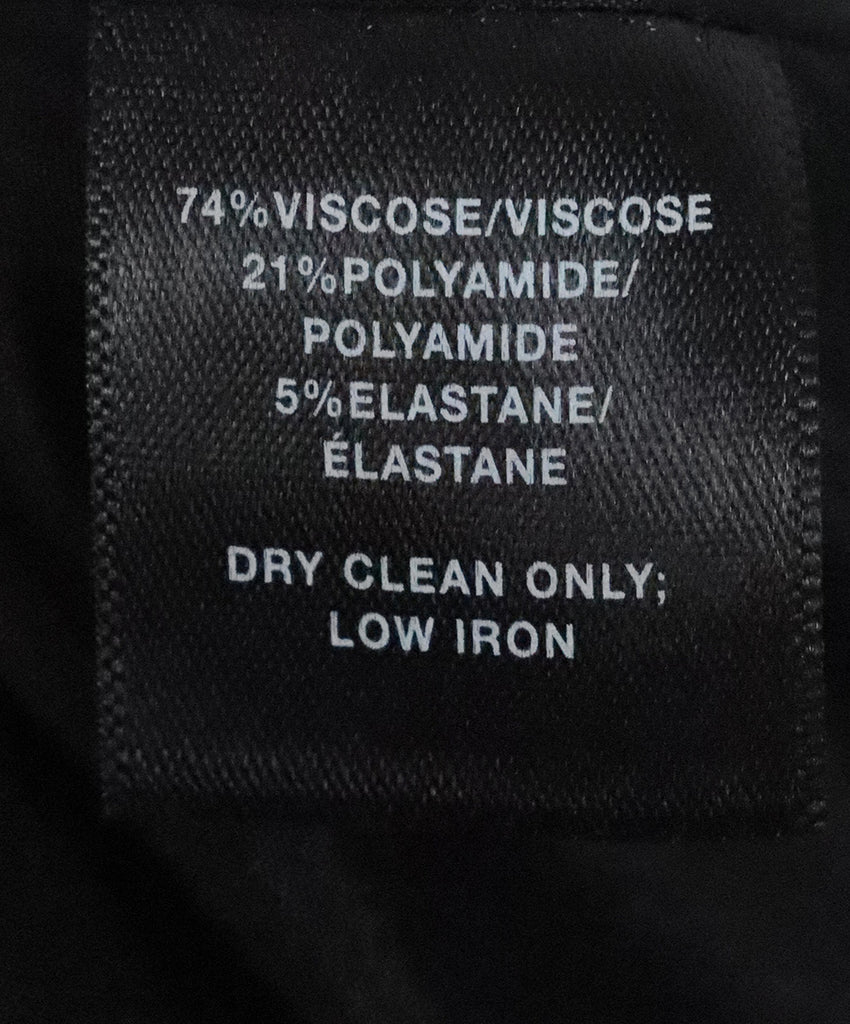 74%VISCOSE/VISCOSE
21%POLYAMIDE/
POLYAMIDE
5%ELASTANE/
ÉLASTANE
DRY CLEAN ONLY;
LOW IRON